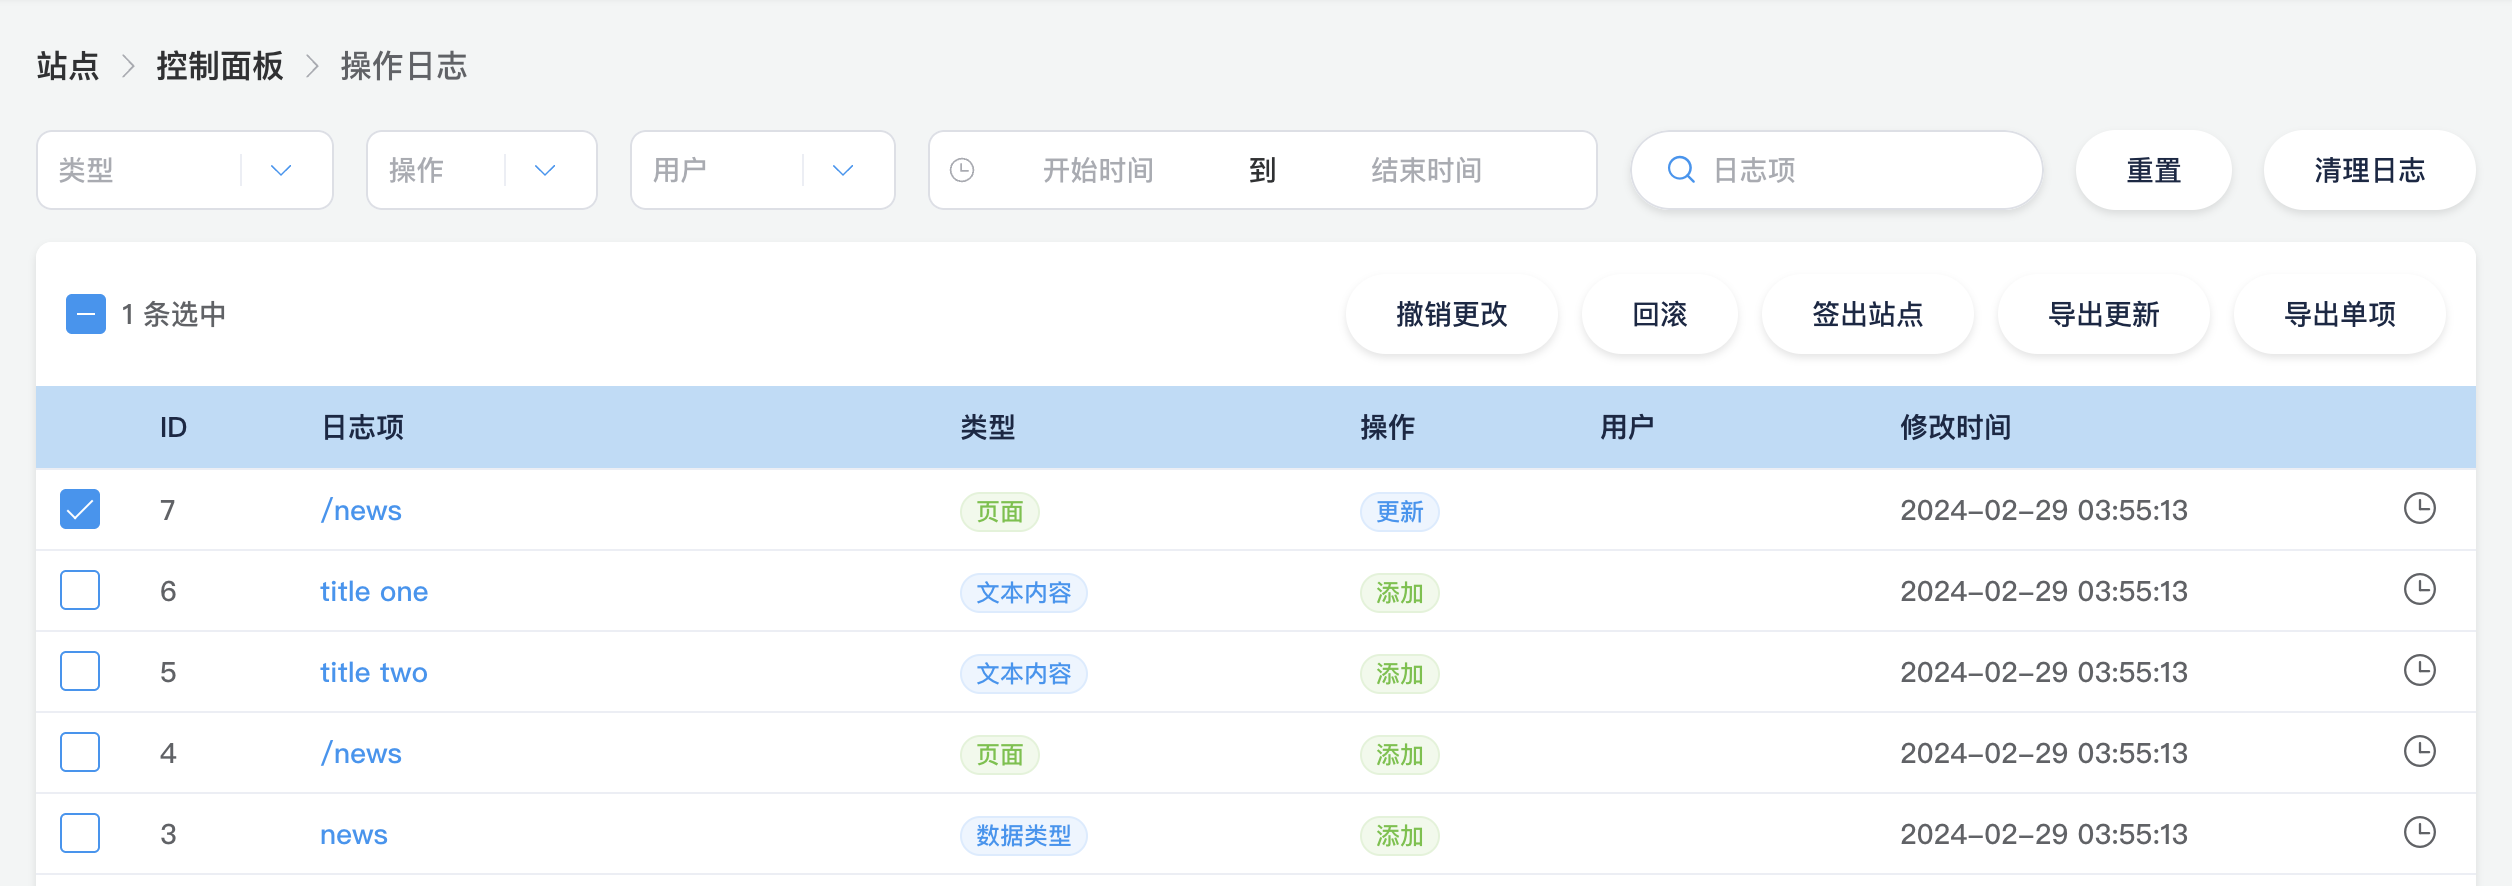 站点 > 控制面板 > 操作日志
类型 操作 用户 开始时间 到 结束时间 日志项 重置 清理日志
1 条选中 撤销更改 回滚 签出站点 导出更新 导出单项
ID 日志项 类型 操作 用户 修改时间
7 /news 页面 更新 2024-02-29 03:55:13
6 title one 文本内容 添加 2024-02-29 03:55:13
5 title two 文本内容 添加 2024-02-29 03:55:13
4 /news 页面 添加 2024-02-29 03:55:13
3 news 数据类型 添加 2024-02-29 03:55:13